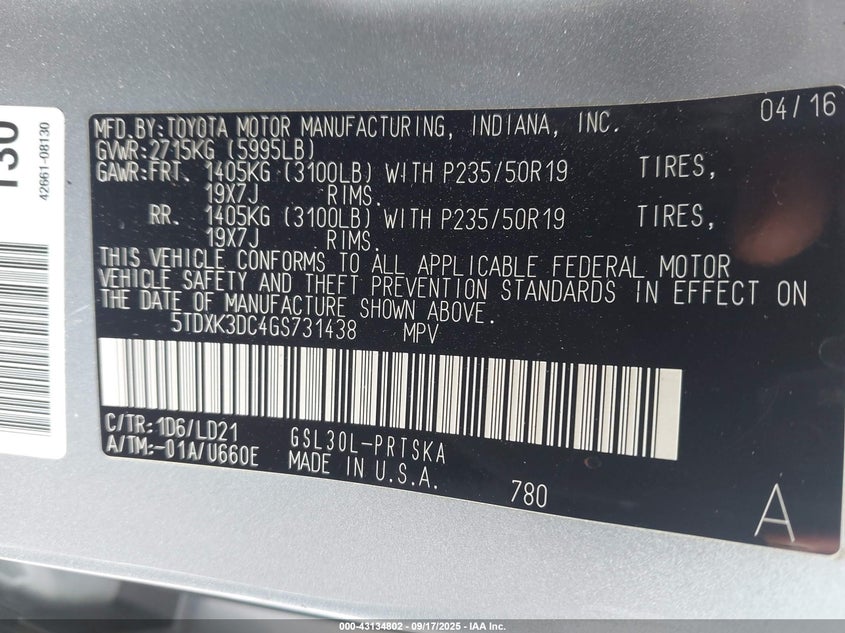 130
42661-08130
04/16
MFD.BY:TOYOTA MOTOR MANUFACTURING, INDIANA, INC.
GVWR:2715KG (5995LB)
GAWR:FRT. 1405KG (3100LB) WITH P235/50R19 TIRES,
19X7J RIMS.
RR. 1405KG (3100LB) WITH P235/50R19 TIRES,
19X7J RIMS.
THIS VEHICLE CONFORMS TO ALL APPLICABLE FEDERAL MOTOR
VEHICLE SAFETY AND THEFT PREVENTION STANDARDS IN EFFECT ON
THE DATE OF MANUFACTURE SHOWN ABOVE.
5TDXK3DC4GS731438 MPV
C/TR:1D6/LD21 GSL30L-PRTSKA
A/TM:-01A/U660E MADE IN U.S.A.
780
A
000-43134802 - 09/17/2025 - IAA Inc.